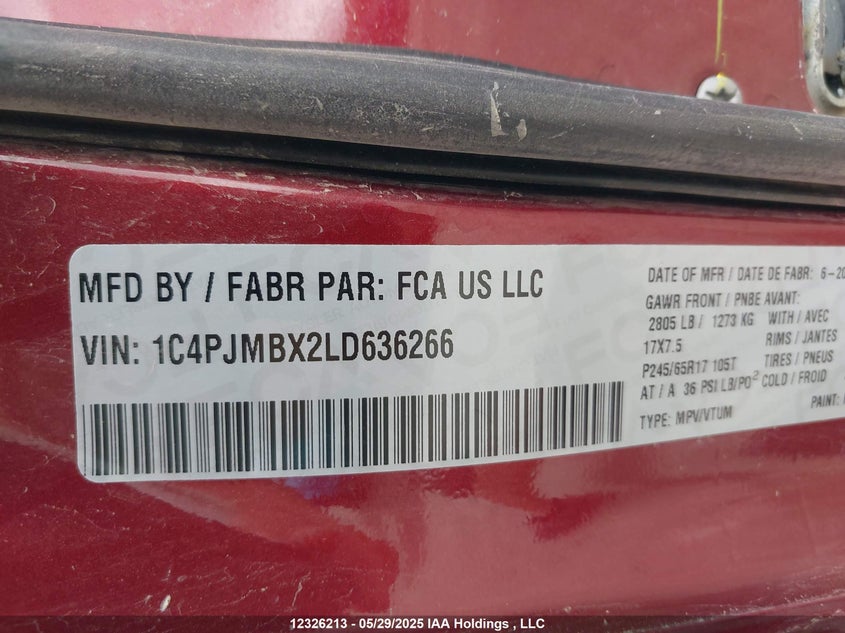 MFD BY / FABR PAR: FCA US LLC
VIN: 1C4PJMBX2LD636266
DATE OF MFR / DATE DE FABR: 6-20
GAWR FRONT / PNBE AVANT:
2805 LB / 1273 KG WITH / AVEC
17X7.5 RIMS / JANTES
P245/65R17 105T TIRES / PNEUS
AT / A 36 PSI LB/PO² COLD / FROID
TYPE: MPV/VTUM PAINT:
12326213 - 05/29/2025 IAA Holdings , LLC